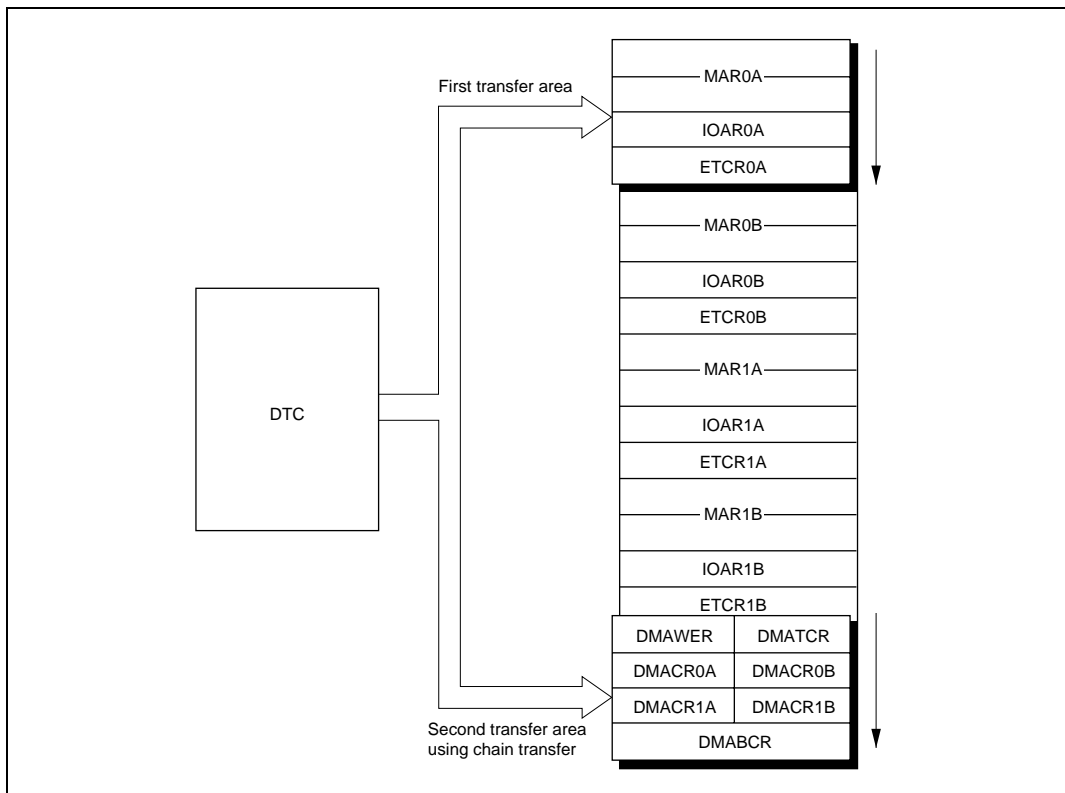 First transfer area
MAR0A
IOAR0A
ETCR0A
MAR0B
IOAR0B
ETCR0B
MAR1A
DTC
IOAR1A
ETCR1A
MAR1B
IOAR1B
ETCR1B
DMAWER DMATCR
DMACR0A DMACR0B
DMACR1A DMACR1B
Second transfer area
using chain transfer
DMABCR